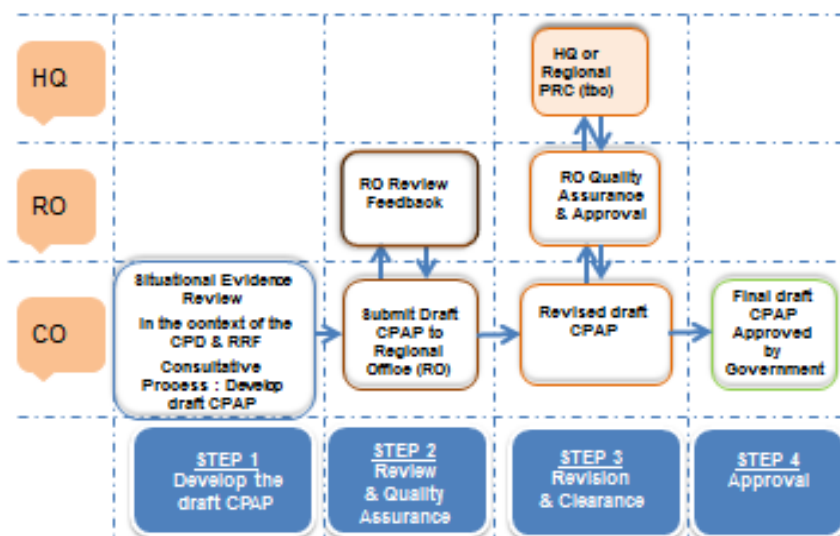 HQ
HQ or
Regional
PRC (tbo)
RO
RO Review
Feedback
RO Quality
Assurance
& Approval
CO
Situational Evidence
Review
In the context of the
CPD & RRF
Consultative
Process : Develop
draft CPAP
Submit Draft
CPAP to
Regional
Office (RO)
Revised draft
CPAP
Final draft
CPAP
Approved
by
Government
STEP 1
Develop the
draft CPAP
STEP 2
Review
& Quality
Assurance
STEP 3
Revision
& Clearance
STEP 4
Approval